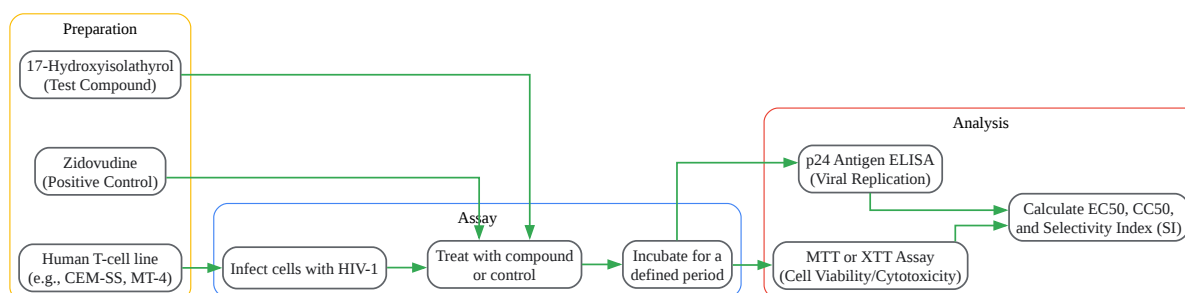 Preparation
17-Hydroxyisolathyrol
(Test Compound)
Zidovudine
(Positive Control)
Human T-cell line
(e.g., CEM-SS, MT-4)
Assay
Infect cells with HIV-1
Treat with compound
or control
Incubate for a
defined period
Analysis
p24 Antigen ELISA
(Viral Replication)
MTT or XTT Assay
(Cell Viability/Cytotoxicity)
Calculate EC50, CC50,
and Selectivity Index (SI)